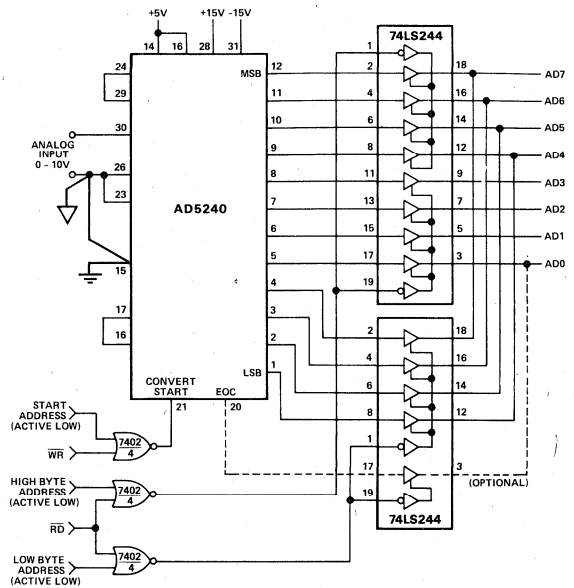 +5V
+15V -15V
14
16
28
31
74LS244
1
24
29
MSB
12
2
18
AD7
11
4
16
AD6
30
10
6
14
AD5
ANALOG
INPUT
0 – 10V
26
9
8
12
AD4
23
8
11
9
AD3
AD5240
7
13
7
AD2
6
15
5
AD1
15
5
17
3
AD0
4
19
17
16
3
2
18
2
4
16
LSB
1
6
14
CONVERT
START
EOC
8
12
21
20
1
START
ADDRESS
(ACTIVE LOW)
WR
7402
4
17
3
(OPTIONAL)
HIGH BYTE
ADDRESS
(ACTIVE LOW)
7402
4
19
RD
74LS244
LOW BYTE
ADDRESS
(ACTIVE LOW)
7402
4